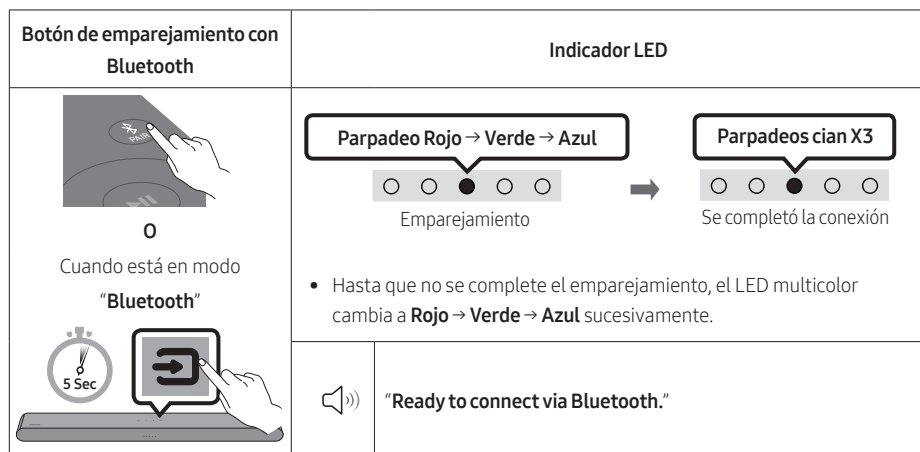 Botón de emparejamiento con
Bluetooth
Indicador LED
PAIR
O
Cuando está en modo
"Bluetooth"
5 Sec
Parpadeo Rojo → Verde → Azul
Emparejamiento
Parpadeos cian X3
Se completó la conexión
• Hasta que no se complete el emparejamiento, el LED multicolor
cambia a Rojo → Verde → Azul sucesivamente.
"Ready to connect via Bluetooth."